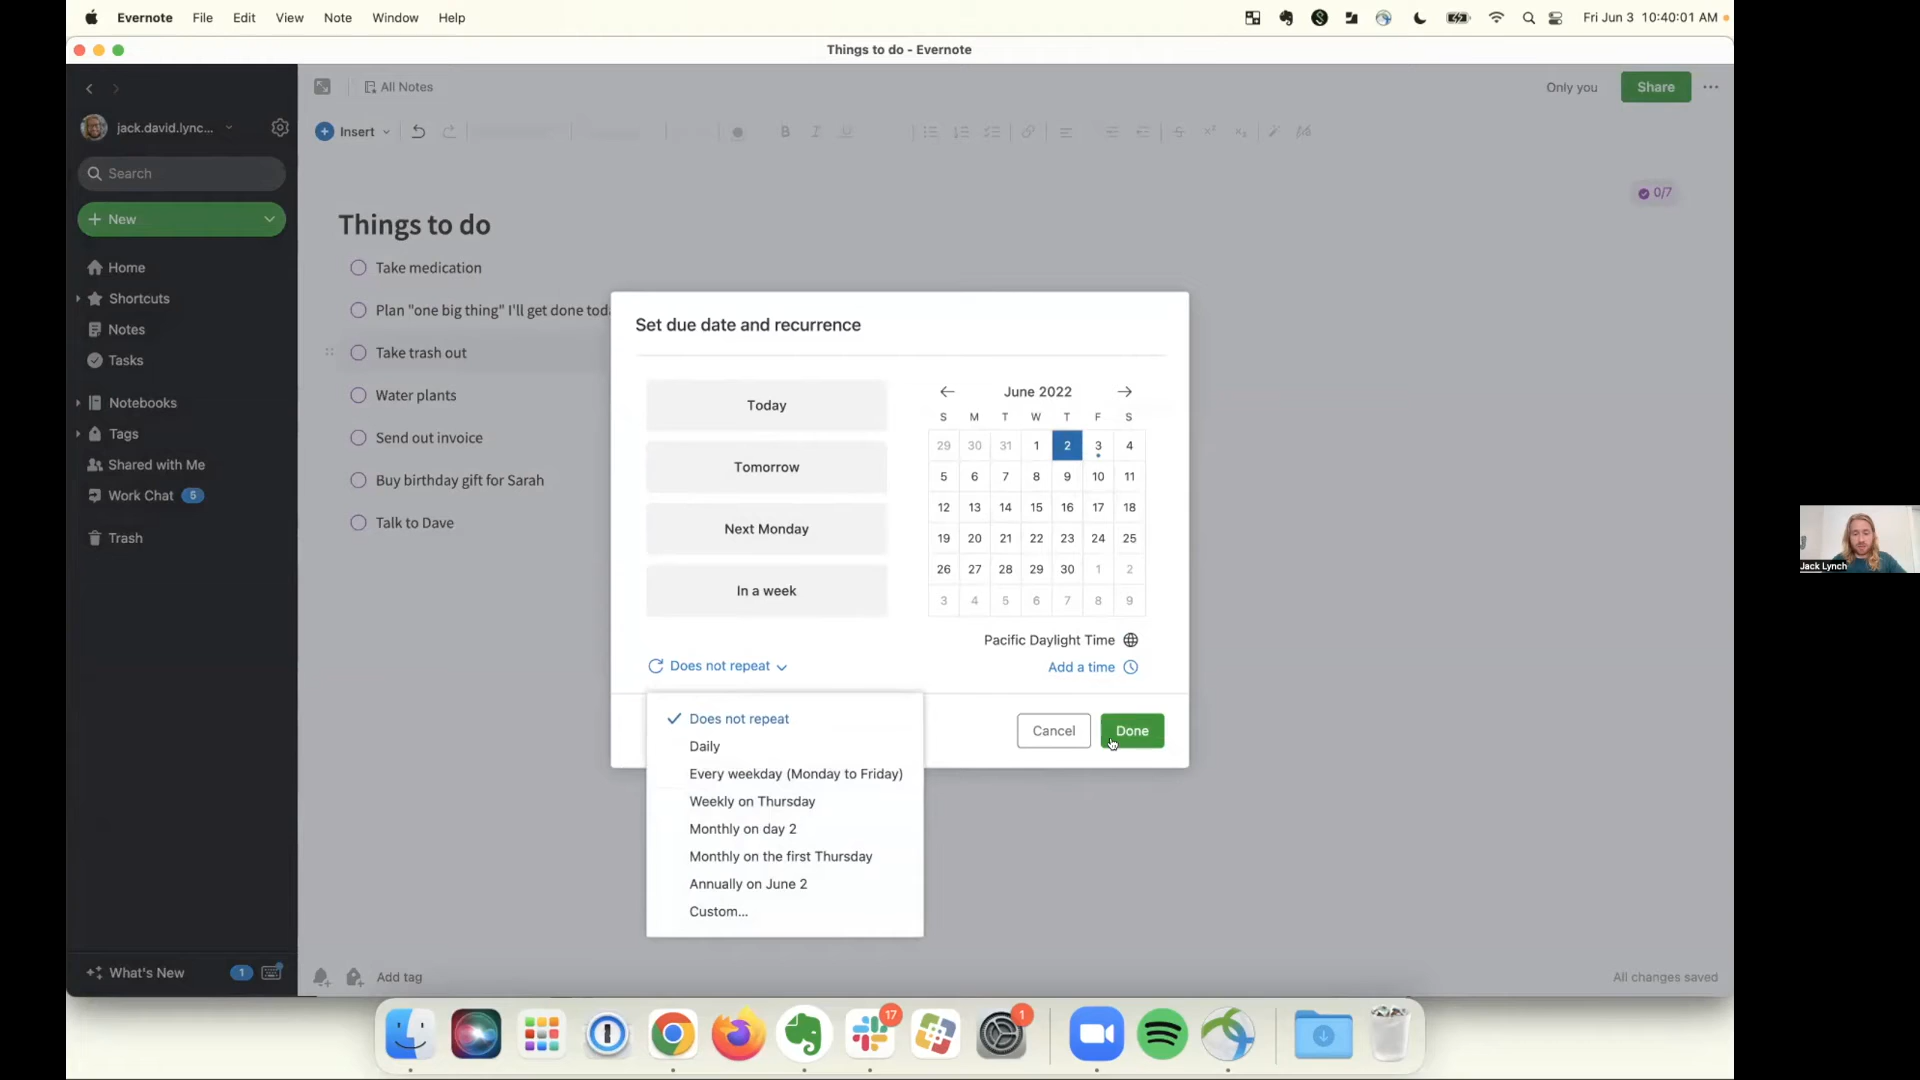 Evernote File Edit View Note Window Help
Fri Jun 3 10:40:01 AM
Things to do - Evernote
jack.david.lync...
Search
New
Home
Shortcuts
Notes
Tasks
Notebooks
Tags
Shared with Me
Work Chat 5
Trash
What's New 1
All Notes
Only you
Share
Insert
B I U
0/7
Things to do
Take medication
Plan "one big thing" I'll get done toda
Take trash out
Water plants
Send out invoice
Buy birthday gift for Sarah
Talk to Dave
Set due date and recurrence
Today
Tomorrow
Next Monday
In a week
June 2022
S M T W T F S
29 30 31 1 2 3 4
5 6 7 8 9 10 11
12 13 14 15 16 17 18
19 20 21 22 23 24 25
26 27 28 29 30 1 2
3 4 5 6 7 8 9
Pacific Daylight Time
Does not repeat
Add a time
Does not repeat
Daily
Every weekday (Monday to Friday)
Weekly on Thursday
Monthly on day 2
Monthly on the first Thursday
Annually on June 2
Custom...
Cancel
Done
Add tag
All changes saved
17
1
Jack Lynch